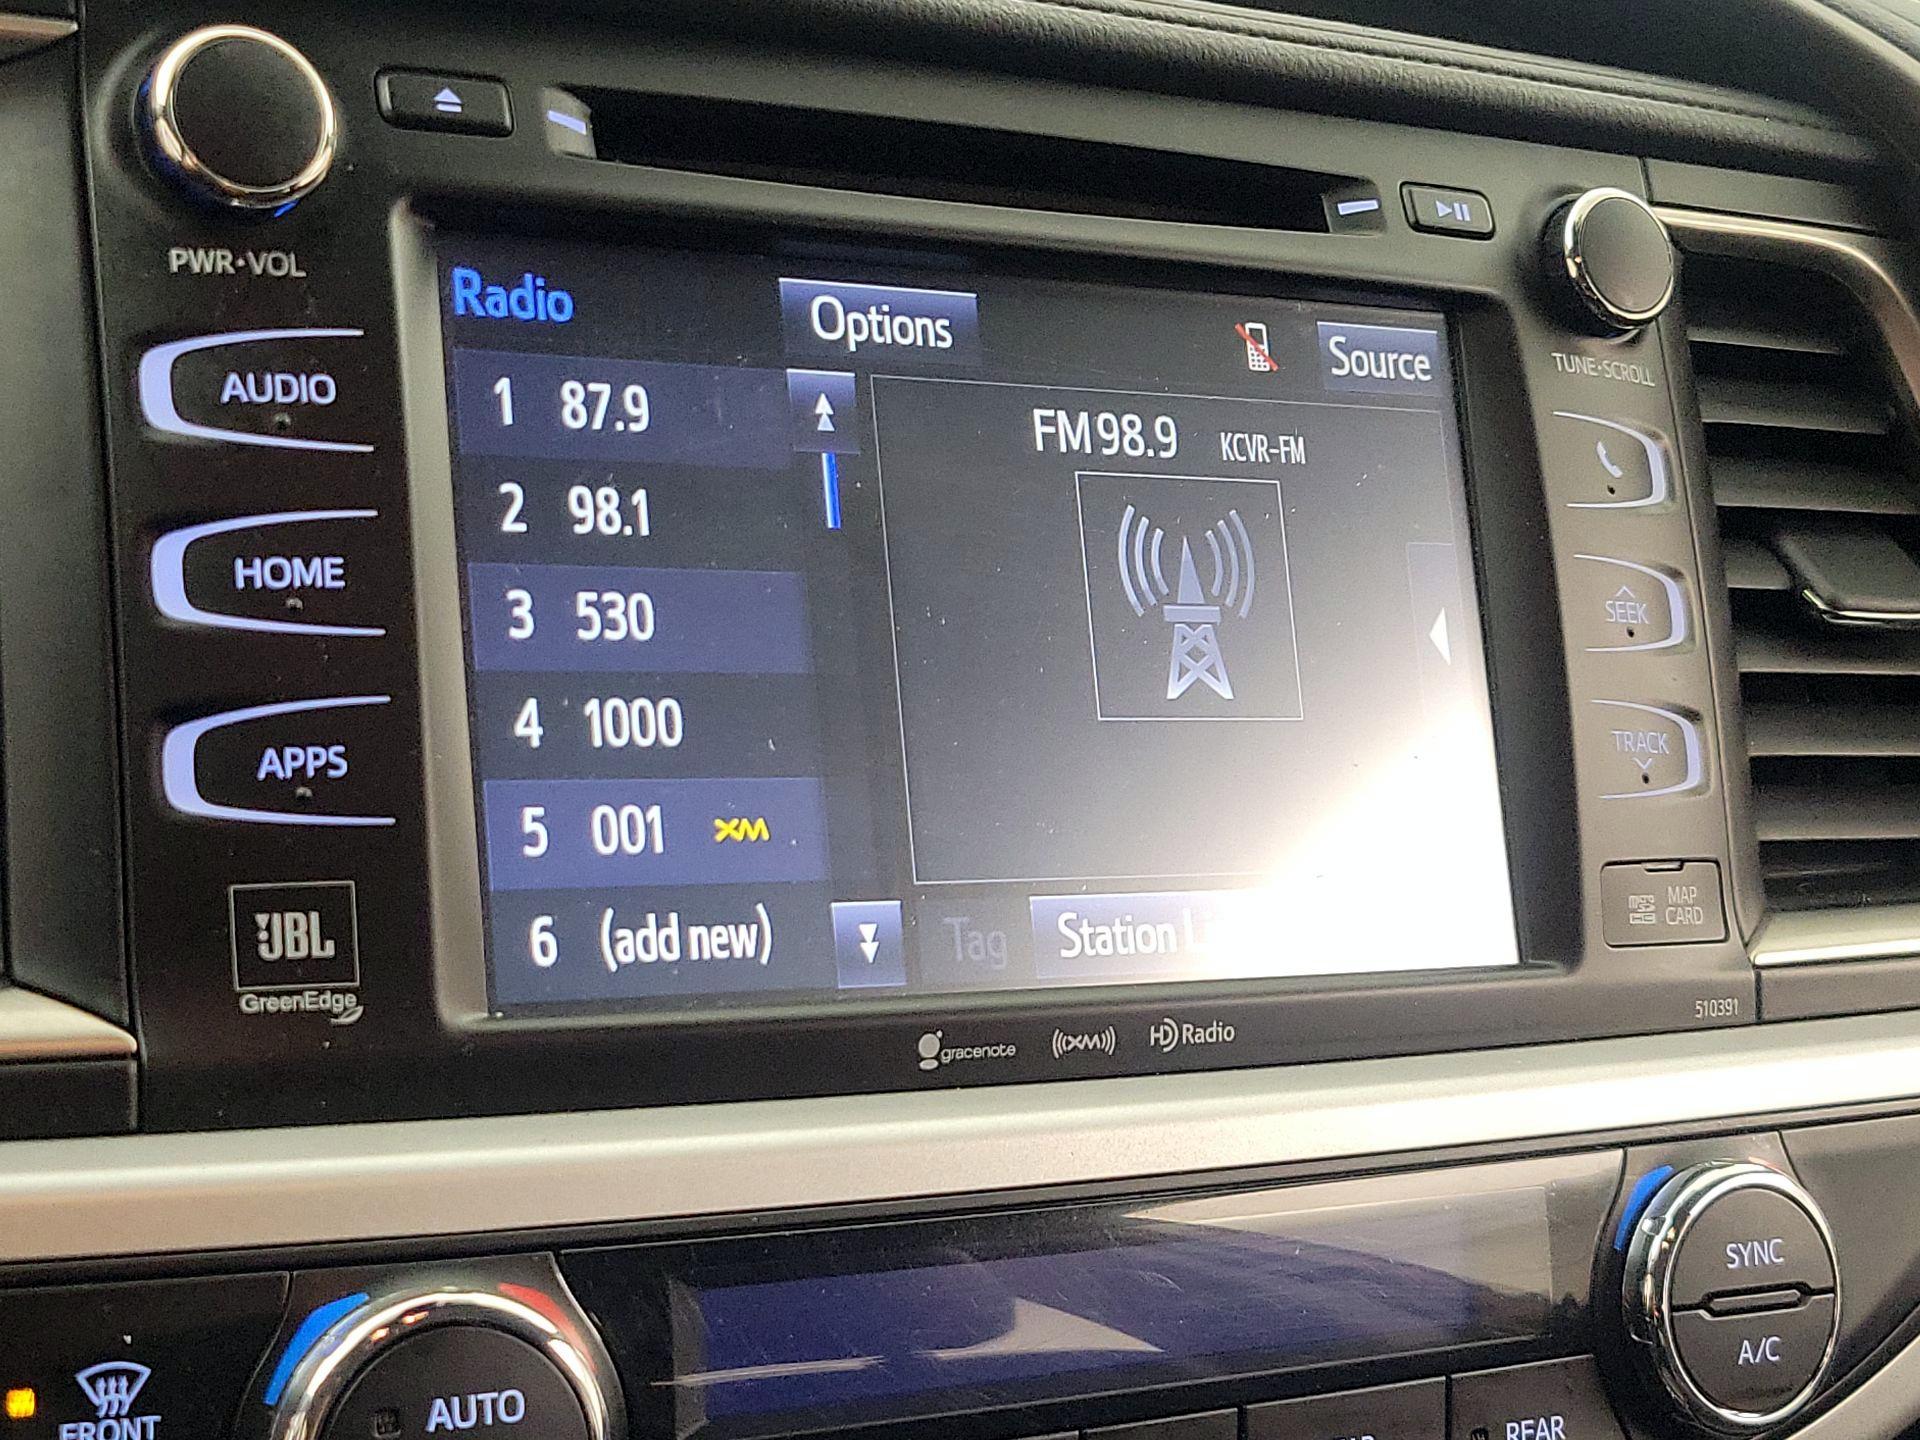 PWR•VOL
AUDIO
HOME
APPS
JBL
GreenEdge
Radio
Options
Source
1 87.9
2 98.1
3 530
4 1000
5 001 XM
6 (add new)
FM 98.9 KCVR-FM
Tag
Station
TUNE•SCROLL
SEEK
TRACK
MAP
CARD
510391
gracenote
((XM))
HD Radio
SYNC
A/C
FRONT
AUTO
REAR